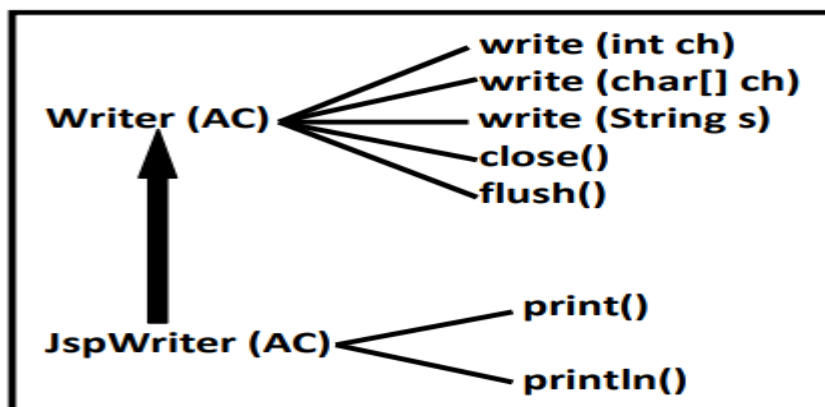 write (int ch)
write (char[] ch)
Writer (AC)
write (String s)
close()
flush()
print()
JspWriter (AC)
println()